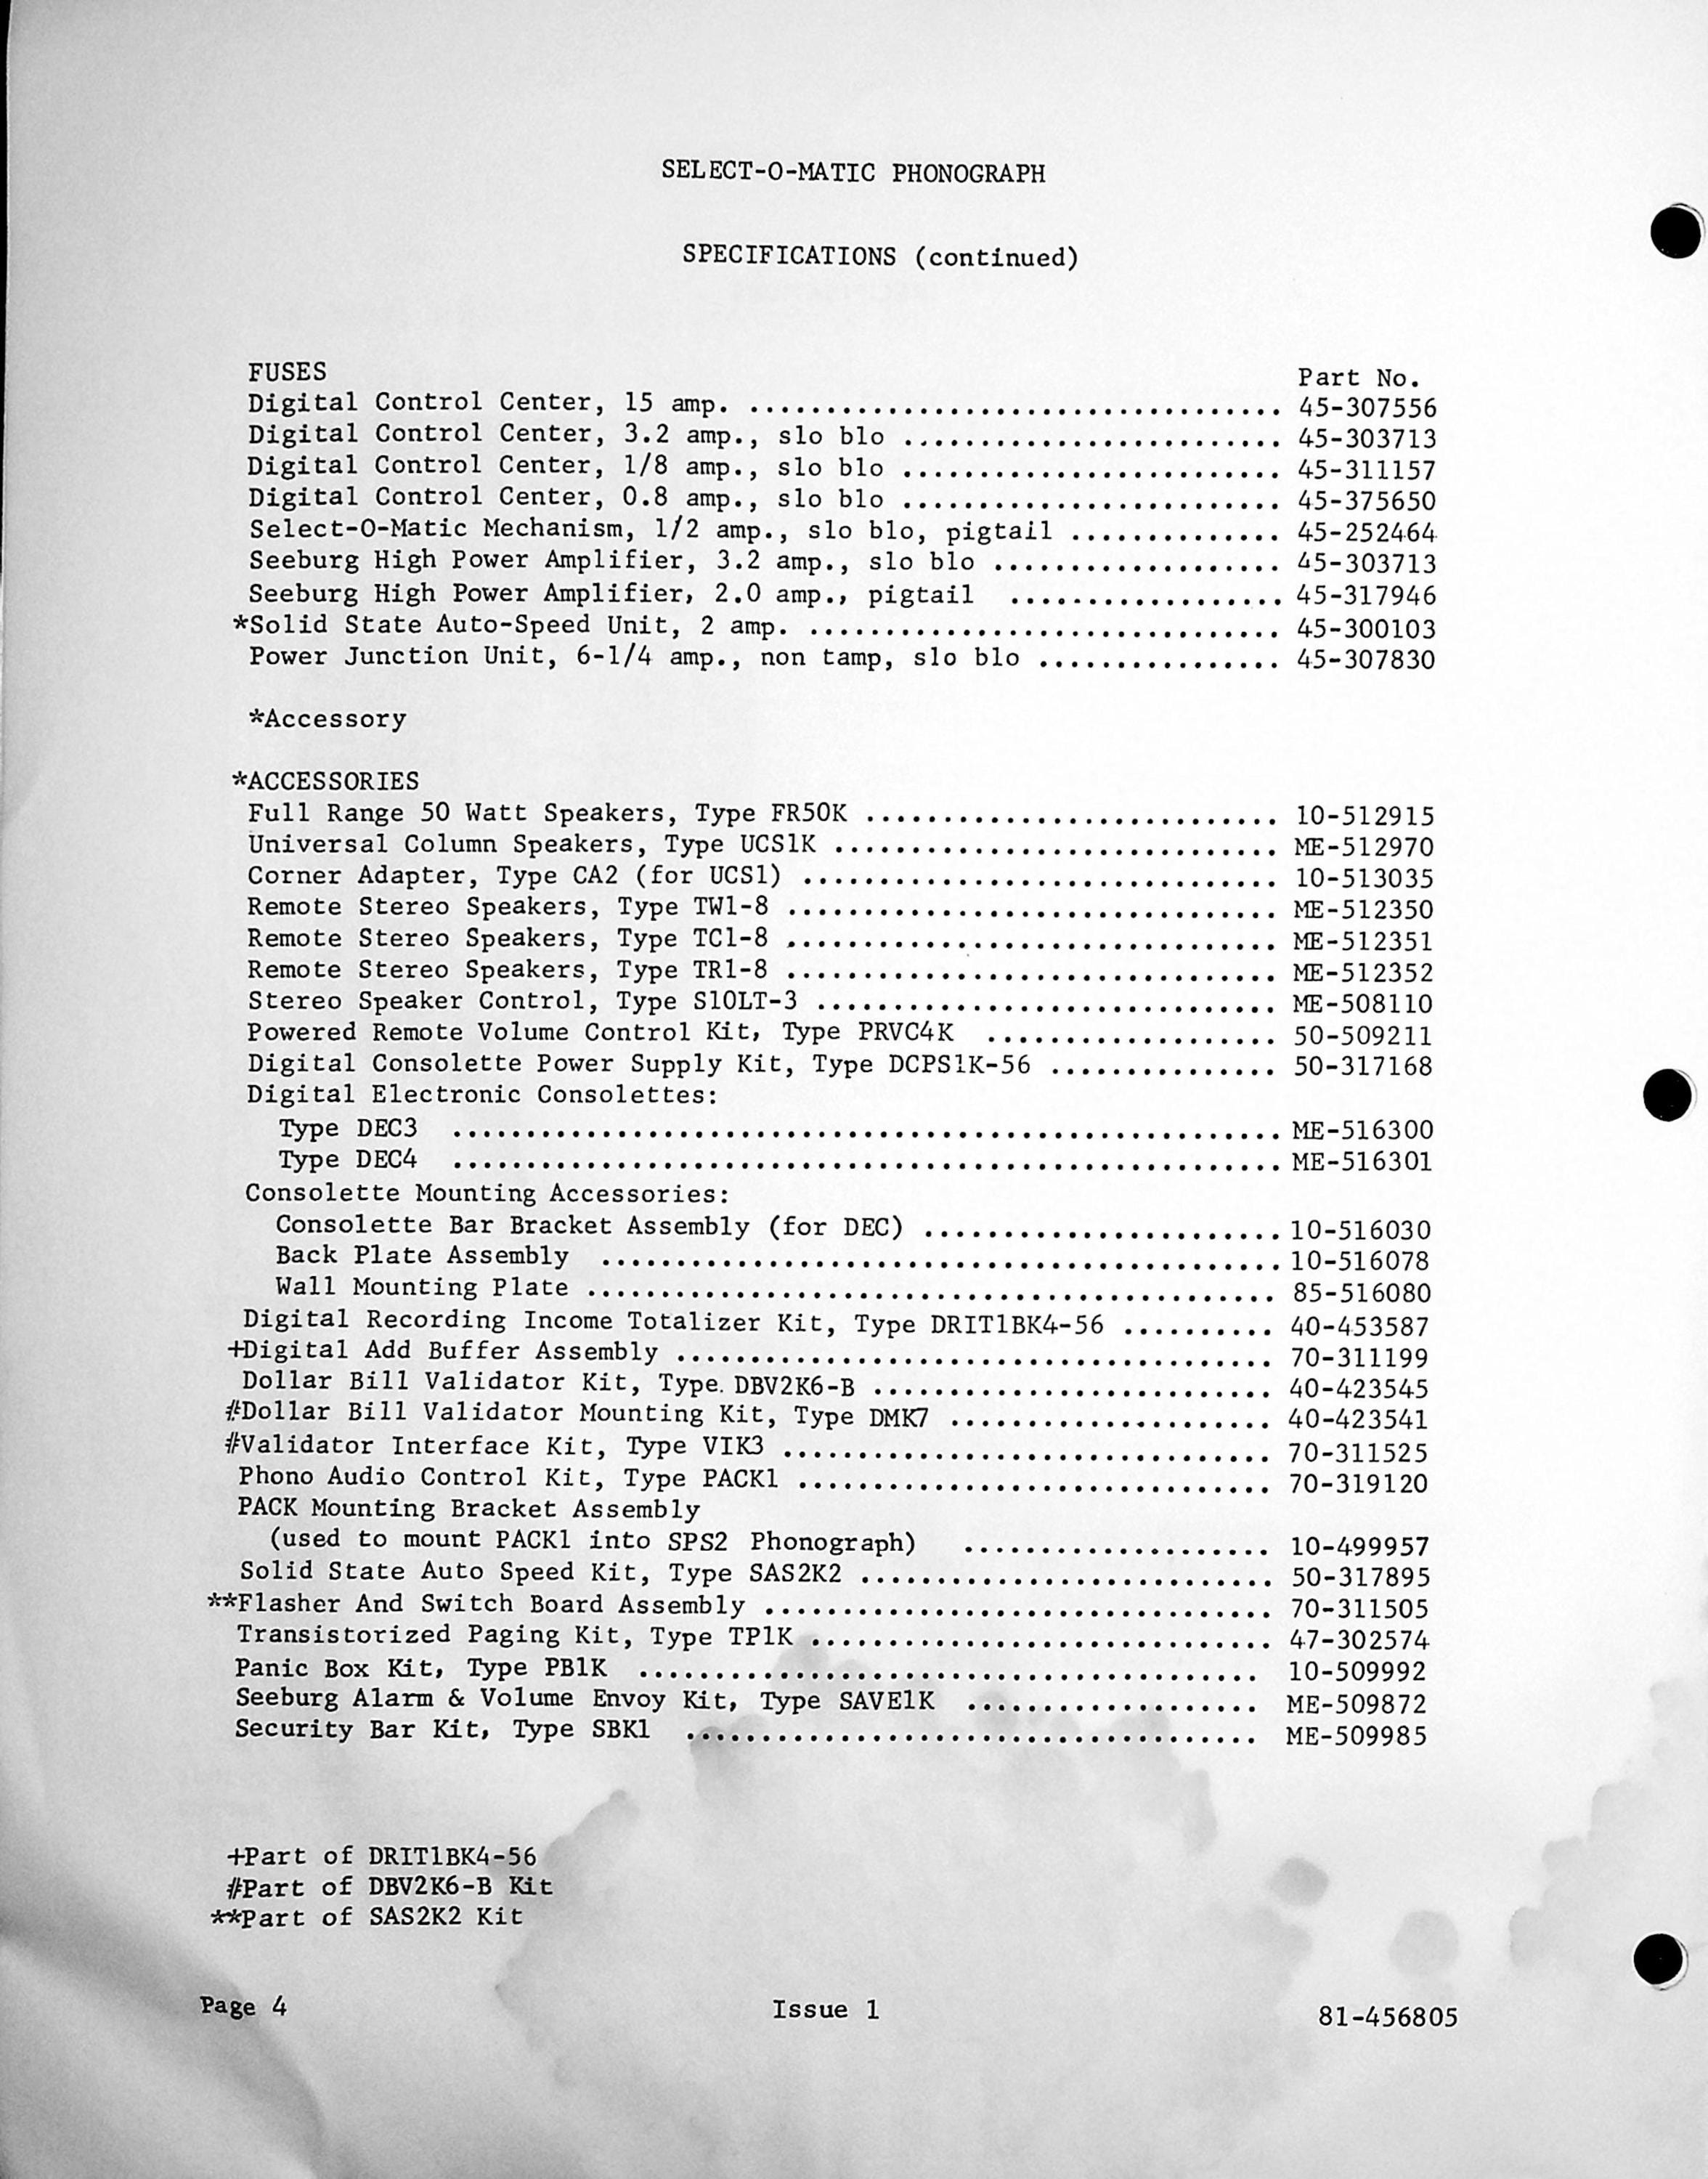 SELECT-O-MATIC PHONOGRAPH
SPECIFICATIONS (continued)
FUSES Part No.
Digital Control Center, 15 amp. ................................... 45-307556
Digital Control Center, 3.2 amp., slo blo ......................... 45-303713
Digital Control Center, 1/8 amp., slo blo ......................... 45-311157
Digital Control Center, 0.8 amp., slo blo ......................... 45-375650
Select-O-Matic Mechanism, 1/2 amp., slo blo, pigtail .............. 45-252464
Seeburg High Power Amplifier, 3.2 amp., slo blo ................... 45-303713
Seeburg High Power Amplifier, 2.0 amp., pigtail .................. 45-317946
*Solid State Auto-Speed Unit, 2 amp. ............................... 45-300103
Power Junction Unit, 6-1/4 amp., non tamp, slo blo ................ 45-307830
*Accessory
*ACCESSORIES
Full Range 50 Watt Speakers, Type FR50K ........................... 10-512915
Universal Column Speakers, Type UCS1K ............................. ME-512970
Corner Adapter, Type CA2 (for UCS1) ............................... 10-513035
Remote Stereo Speakers, Type TW1-8 ................................ ME-512350
Remote Stereo Speakers, Type TC1-8 ................................ ME-512351
Remote Stereo Speakers, Type TR1-8 ................................ ME-512352
Stereo Speaker Control, Type S10LT-3 .............................. ME-508110
Powered Remote Volume Control Kit, Type PRVC4K ................... 50-509211
Digital Consolette Power Supply Kit, Type DCPS1K-56 ............... 50-317168
Digital Electronic Consolettes:
Type DEC3 ...................................................... ME-516300
Type DEC4 ...................................................... ME-516301
Consolette Mounting Accessories:
Consolette Bar Bracket Assembly (for DEC) ........................ 10-516030
Back Plate Assembly ............................................. 10-516078
Wall Mounting Plate .............................................. 85-516080
Digital Recording Income Totalizer Kit, Type DRIT1BK4-56 .......... 40-453587
+Digital Add Buffer Assembly ....................................... 70-311199
Dollar Bill Validator Kit, Type DBV2K6-B .......................... 40-423545
#Dollar Bill Validator Mounting Kit, Type DMK7 ..................... 40-423541
#Validator Interface Kit, Type VIK3 ................................ 70-311525
Phono Audio Control Kit, Type PACK1 ............................... 70-319120
PACK Mounting Bracket Assembly
(used to mount PACK1 into SPS2 Phonograph) .................... 10-499957
Solid State Auto Speed Kit, Type SAS2K2 ........................... 50-317895
**Flasher And Switch Board Assembly ................................. 70-311505
Transistorized Paging Kit, Type TP1K .............................. 47-302574
Panic Box Kit, Type PB1K ......................................... 10-509992
Seeburg Alarm & Volume Envoy Kit, Type SAVE1K ................... ME-509872
Security Bar Kit, Type SBK1 ...................................... ME-509985
+Part of DRIT1BK4-56
#Part of DBV2K6-B Kit
**Part of SAS2K2 Kit
Page 4 Issue 1 81-456805